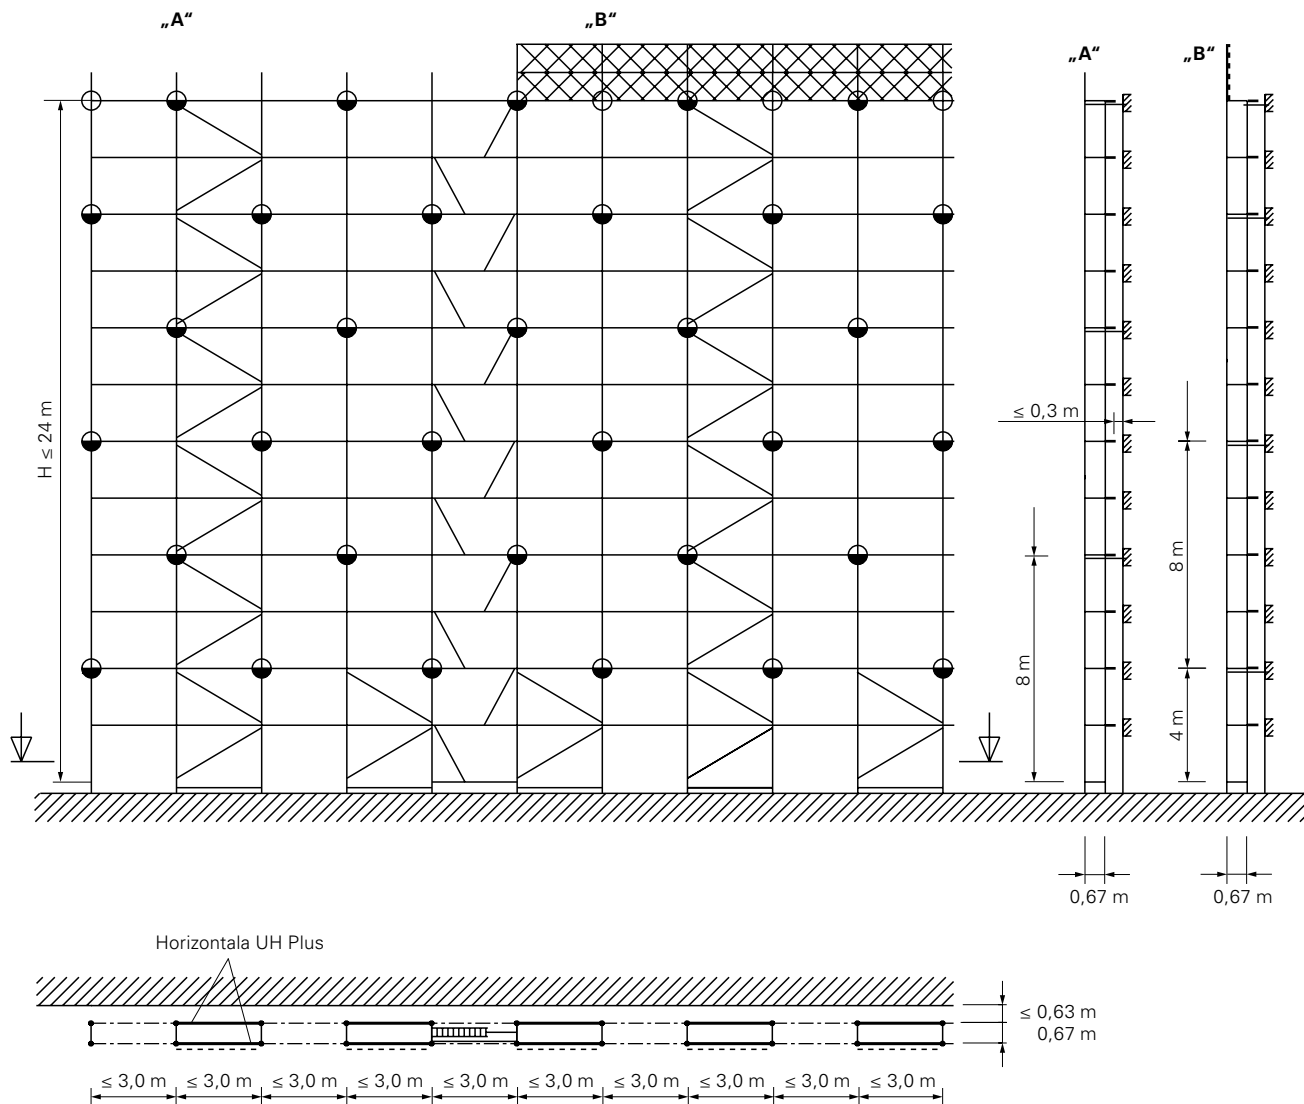 „A“
„B“
„A“
„B“
H ≤ 24 m
≤ 0,3 m
8 m
8 m
4 m
0,67 m
0,67 m
Horizontala UH Plus
≤ 0,63 m
0,67 m
≤ 3,0 m
≤ 3,0 m
≤ 3,0 m
≤ 3,0 m
≤ 3,0 m
≤ 3,0 m
≤ 3,0 m
≤ 3,0 m
≤ 3,0 m
≤ 3,0 m